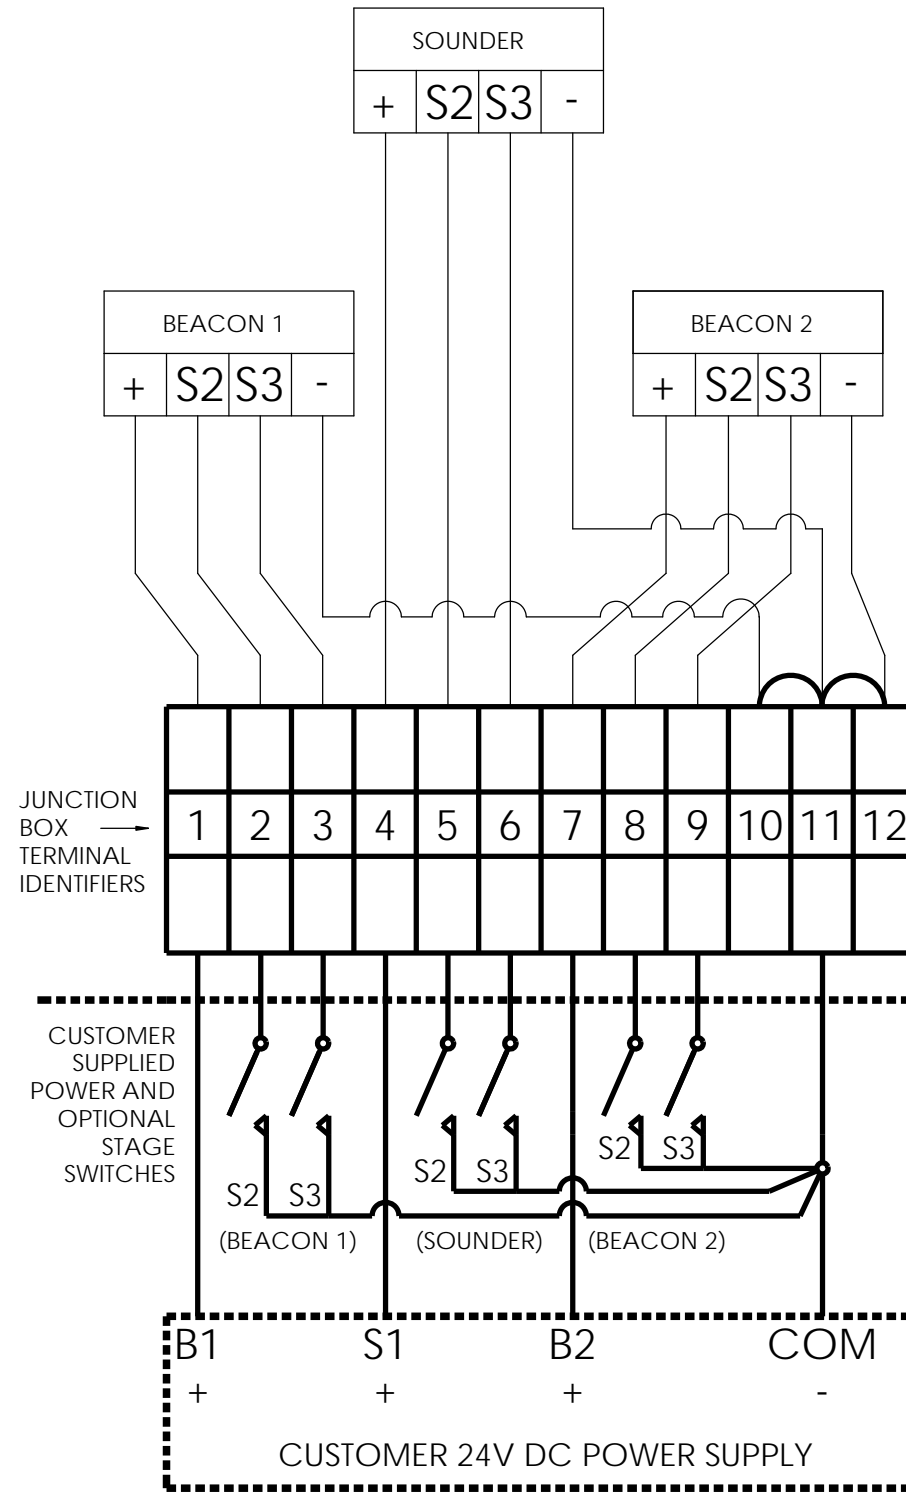 SOUNDER
+ S2 S3 -
BEACON 1
+ S2 S3 -
BEACON 2
+ S2 S3 -
JUNCTION
BOX
TERMINAL
IDENTIFIERS
1 2 3 4 5 6 7 8 9 10 11 12
CUSTOMER
SUPPLIED
POWER AND
OPTIONAL
STAGE
SWITCHES
S2 S3
(BEACON 1)
S2 S3
(SOUNDER)
S2 S3
(BEACON 2)
B1 S1 B2 COM
+ + + -
CUSTOMER 24V DC POWER SUPPLY